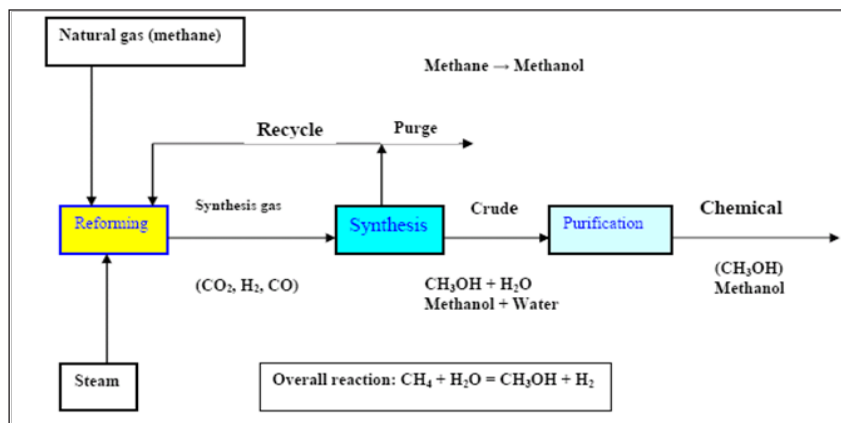 Natural gas (methane)
Methane → Methanol
Recycle
Purge
Reforming
Synthesis gas
Synthesis
Crude
Purification
Chemical
(CO₂, H₂, CO)
CH₃OH + H₂O
Methanol + Water
(CH₃OH)
Methanol
Steam
Overall reaction: CH₄ + H₂O = CH₃OH + H₂